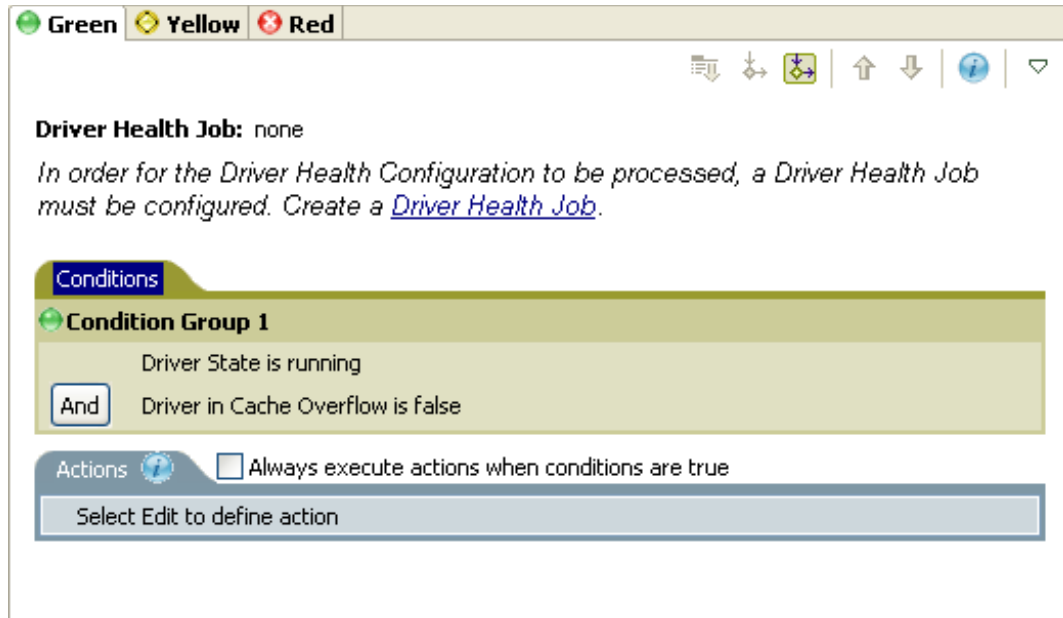 Green Yellow Red
Driver Health Job: none
In order for the Driver Health Configuration to be processed, a Driver Health Job
must be configured. Create a Driver Health Job.
Conditions
Condition Group 1
Driver State is running
And Driver in Cache Overflow is false
Actions Always execute actions when conditions are true
Select Edit to define action